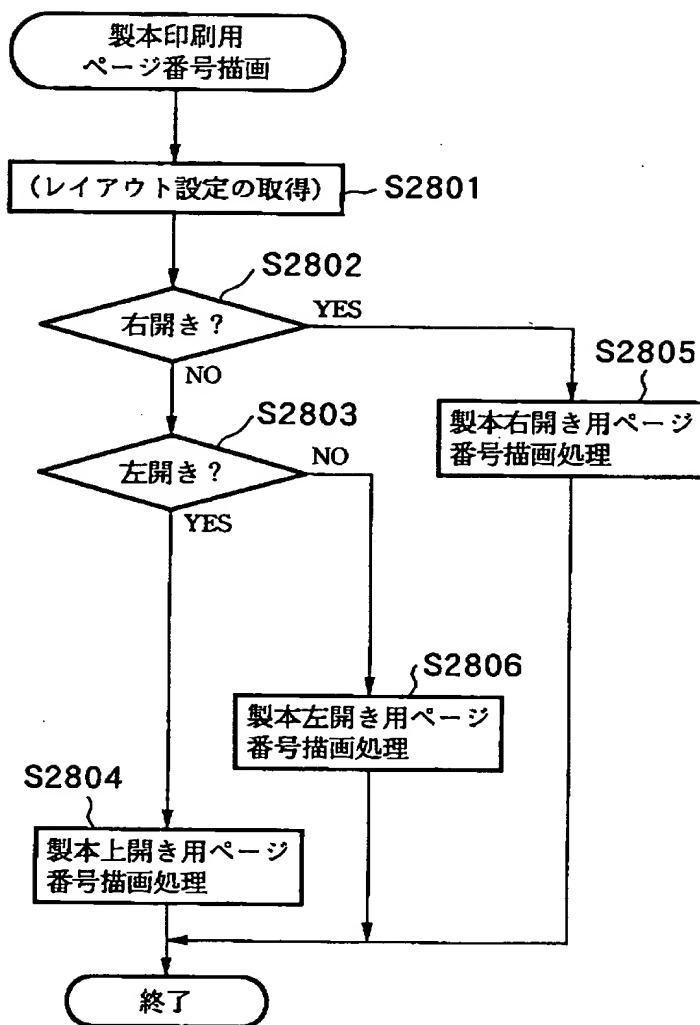 製本印刷用
ページ番号描画
(レイアウト設定の取得)
S2801
S2802
右開き？
YES
NO
S2805
製本右開き用ページ
番号描画処理
S2803
左開き？
NO
YES
S2806
製本左開き用ページ
番号描画処理
S2804
製本上開き用ページ
番号描画処理
終了